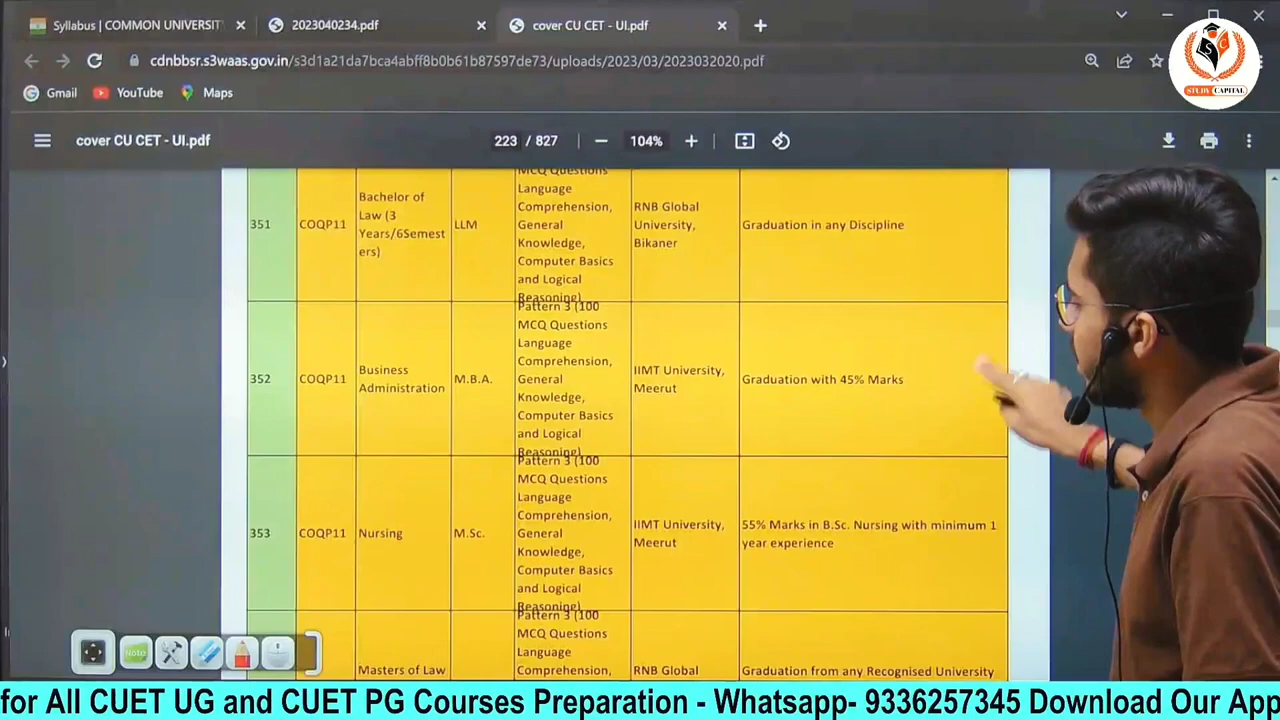 Syllabus | COMMON UNIVERSIT
2023040234.pdf
cover CU CET - UI.pdf
cdnbbsr.s3waas.gov.in/s3d1a21da7bca4abff8b0b61b87597de73/uploads/2023/03/2023032020.pdf
Gmail
YouTube
Maps
STUDY CAPITAL
cover CU CET - UI.pdf
223 / 827
104%
351
COQP11
Bachelor of
Law (3
Years/6Semest
ers)
LLM
MCQ Questions
Language
Comprehension,
General
Knowledge,
Computer Basics
and Logical
Reasoning)
RNB Global
University,
Bikaner
Graduation in any Discipline
352
COQP11
Business
Administration
M.B.A.
Pattern 3 (100
MCQ Questions
Language
Comprehension,
General
Knowledge,
Computer Basics
and Logical
Reasoning)
IIMT University,
Meerut
Graduation with 45% Marks
353
COQP11
Nursing
M.Sc.
Pattern 3 (100
MCQ Questions
Language
Comprehension,
General
Knowledge,
Computer Basics
and Logical
Reasoning)
IIMT University,
Meerut
55% Marks in B.Sc. Nursing with minimum 1
year experience
Masters of Law
Pattern 3 (100
MCQ Questions
Language
Comprehension,
RNB Global
Graduation from any Recognised University
Note
for All CUET UG and CUET PG Courses Preparation - Whatsapp- 9336257345 Download Our App